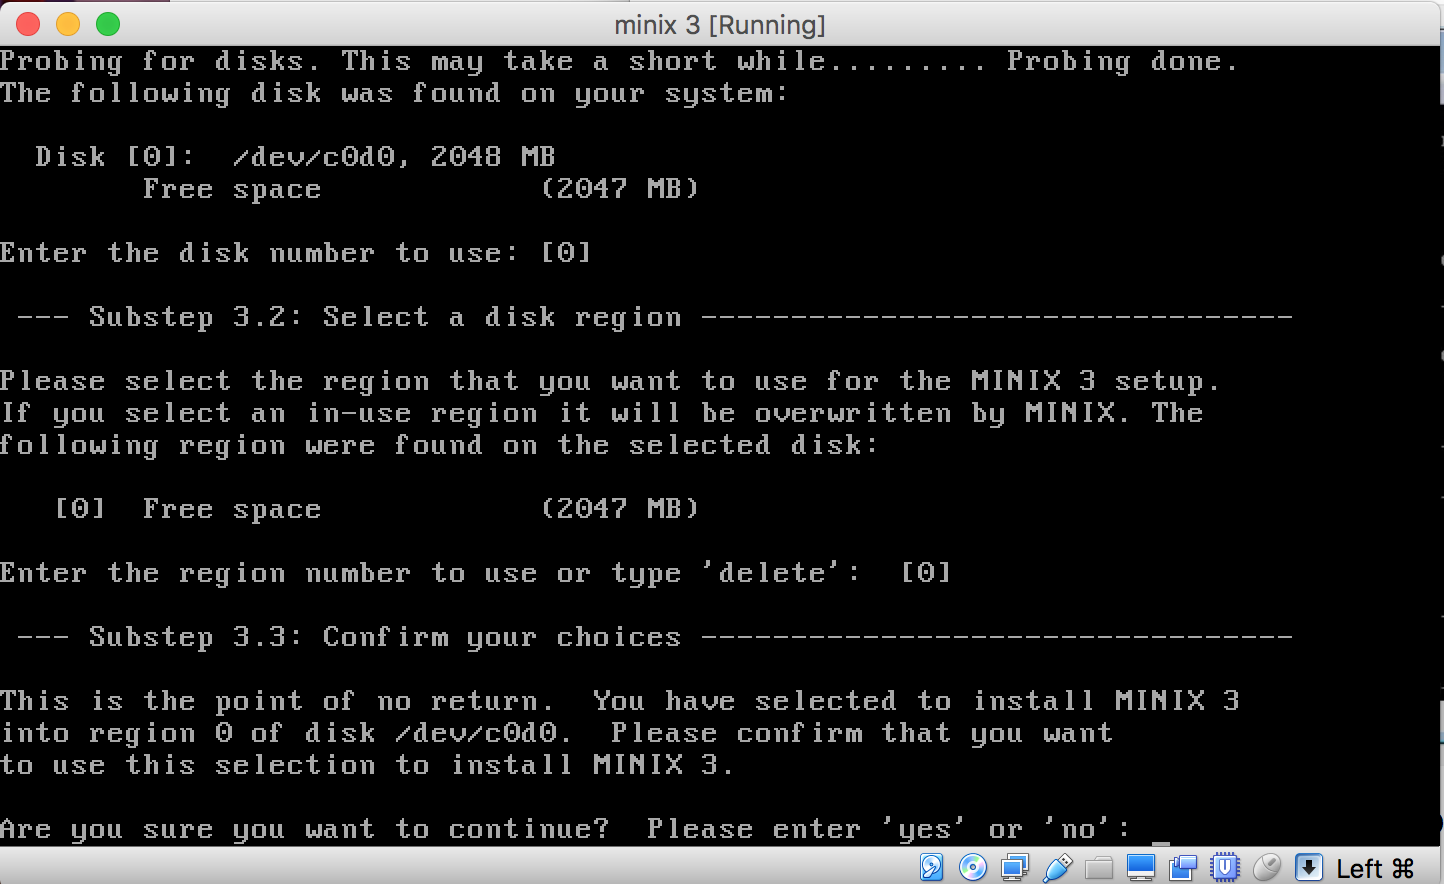 minix 3 [Running]
Probing for disks. This may take a short while......... Probing done.
The following disk was found on your system:
Disk [0]:  /dev/c0d0, 2048 MB
Free space (2047 MB)
Enter the disk number to use: [0]
--- Substep 3.2: Select a disk region ---------------------------------
Please select the region that you want to use for the MINIX 3 setup.
If you select an in-use region it will be overwritten by MINIX. The
following region were found on the selected disk:
[0]  Free space (2047 MB)
Enter the region number to use or type 'delete':  [0]
--- Substep 3.3: Confirm your choices ---------------------------------
This is the point of no return.  You have selected to install MINIX 3
into region 0 of disk /dev/c0d0.  Please confirm that you want
to use this selection to install MINIX 3.
Are you sure you want to continue?  Please enter 'yes' or 'no': _
Left ⌘